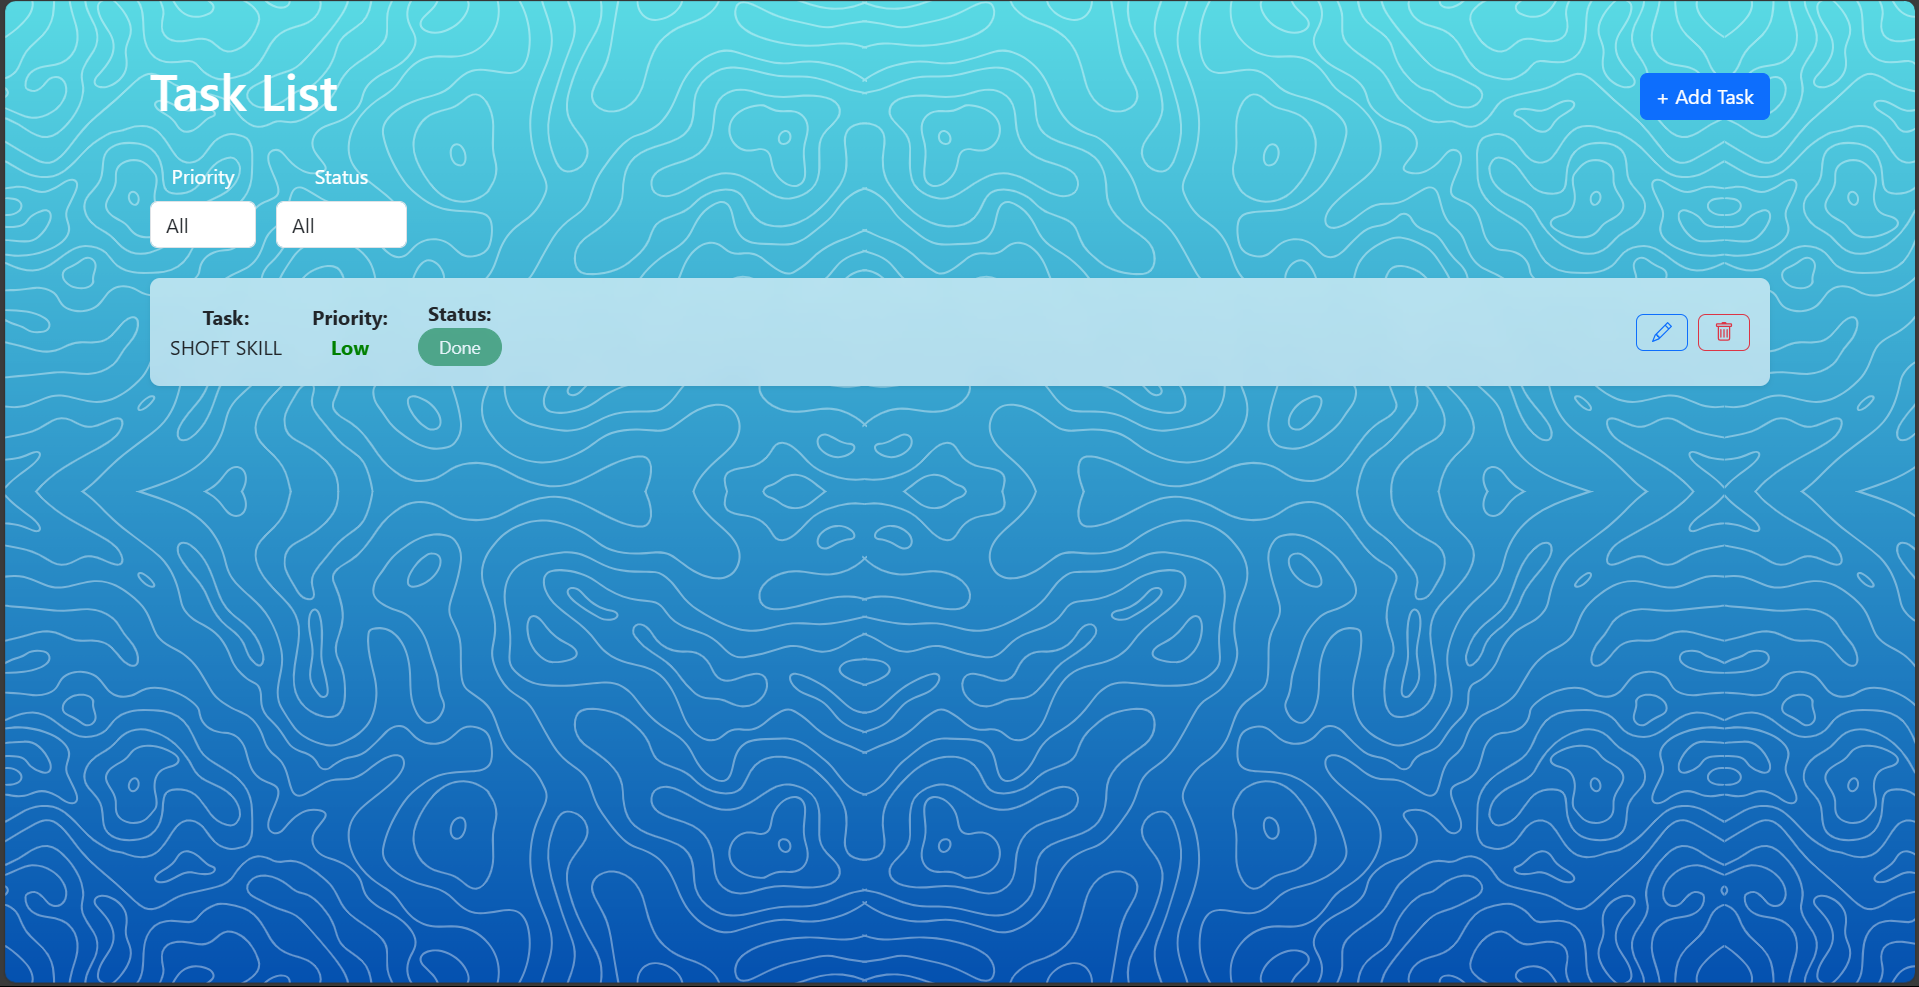 Task List
+ Add Task
Priority
Status
All
All
Task:
Priority:
Status:
SHOFT SKILL
Low
Done